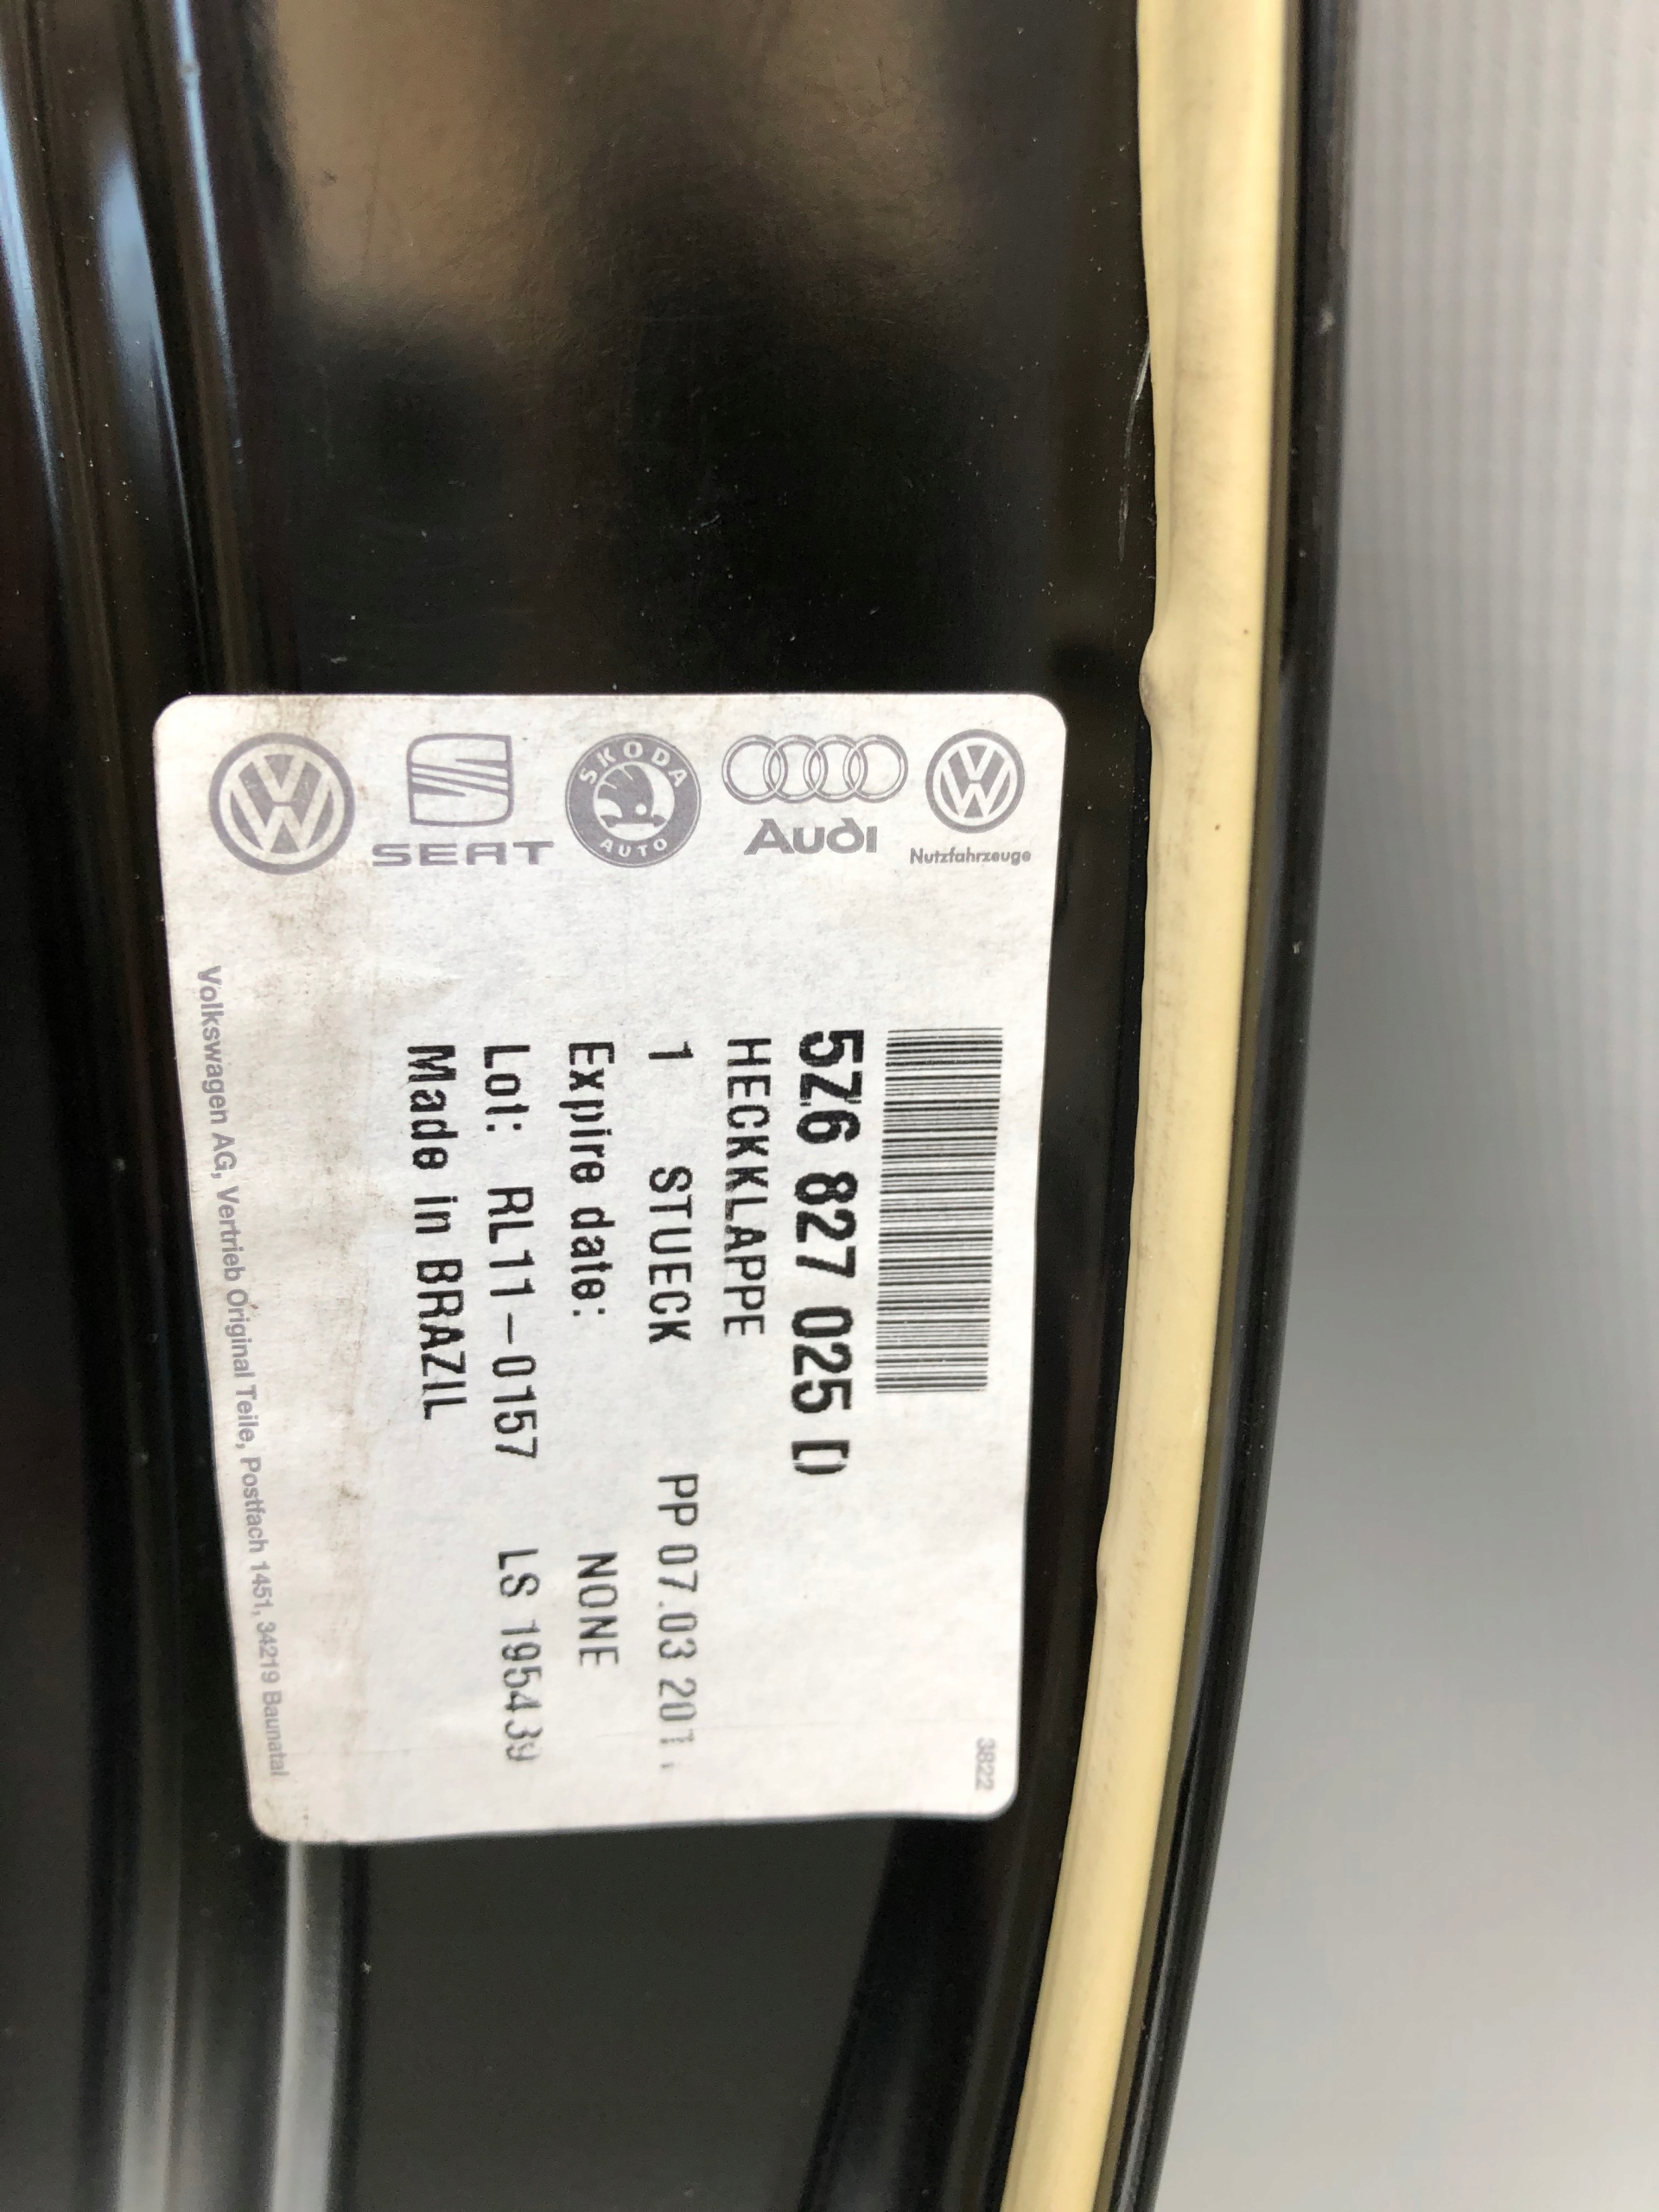 3822
5Z6 827 025 D
HECKKLAPPE
1 STUECK PP 07.03 201
Expire date: NONE
Lot: RL11-0157 LS 195439
Made in BRAZIL
Nutzfahrzeuge
Audi
SKODA
AUTO
SEAT
Volkswagen AG, Vertrieb Original Teile, Postfach 1451, 34219 Baunatal